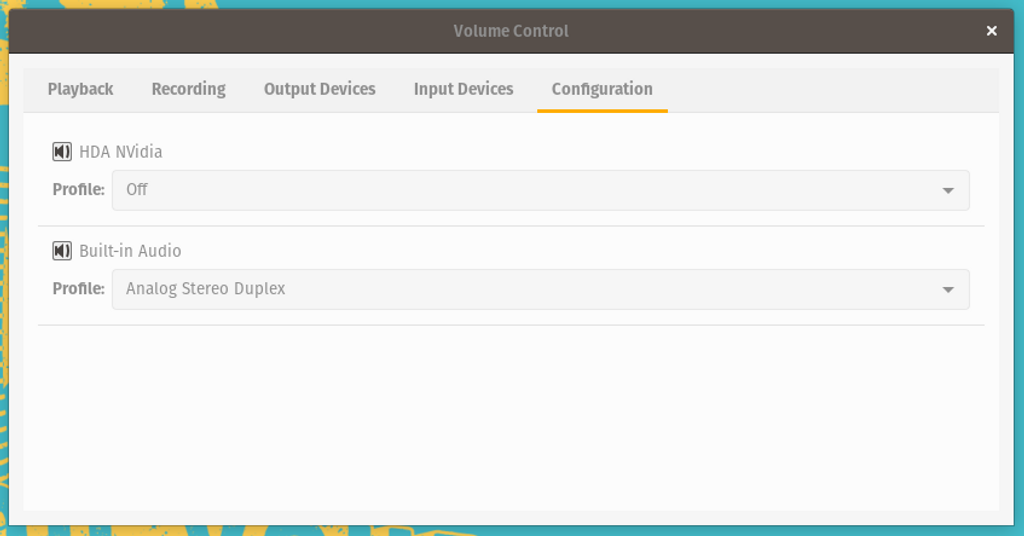 Volume Control
Playback Recording Output Devices Input Devices Configuration
HDA NVidia
Profile: Off
Built-in Audio
Profile: Analog Stereo Duplex